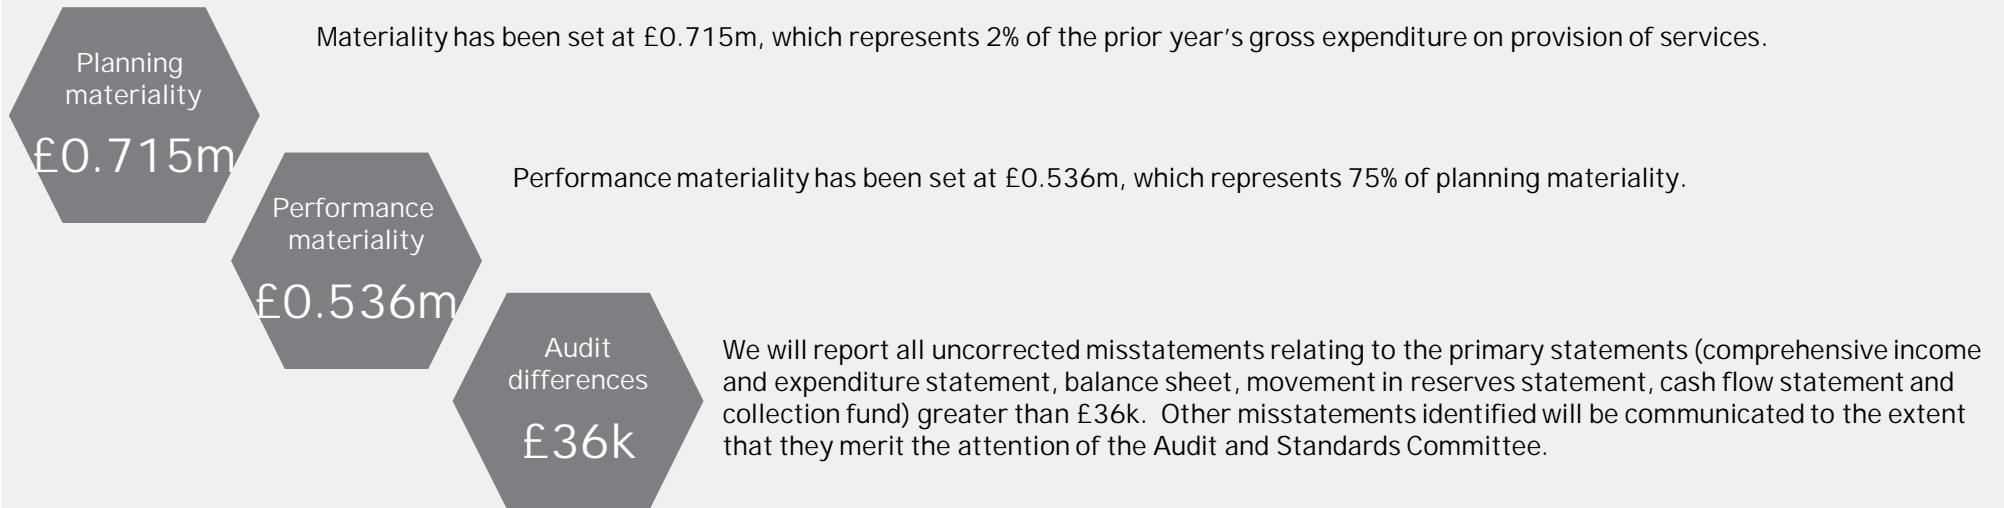 Planning
materiality
£0.715m
Materiality has been set at £0.715m, which represents 2% of the prior year's gross expenditure on provision of services.
Performance
materiality
£0.536m
Performance materiality has been set at £0.536m, which represents 75% of planning materiality.
Audit
differences
£36k
We will report all uncorrected misstatements relating to the primary statements (comprehensive income
and expenditure statement, balance sheet, movement in reserves statement, cash flow statement and
collection fund) greater than £36k.  Other misstatements identified will be communicated to the extent
that they merit the attention of the Audit and Standards Committee.